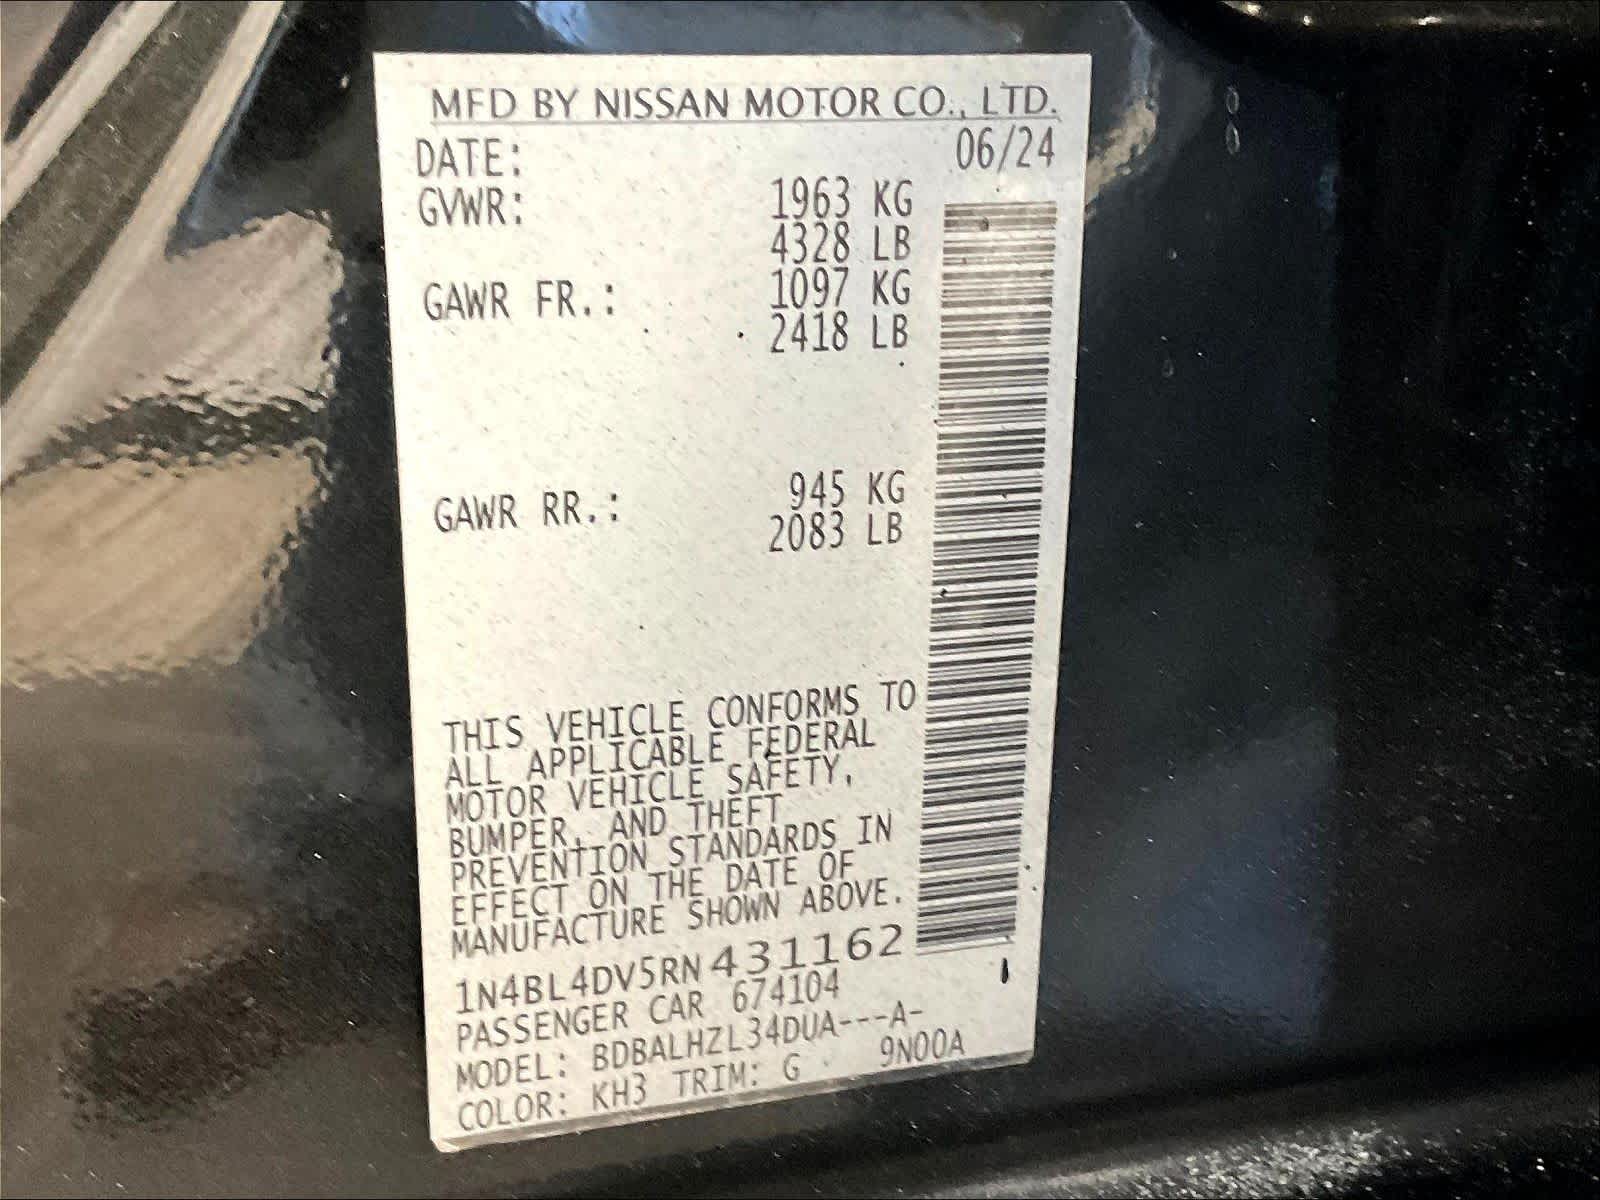 MFD BY NISSAN MOTOR CO., LTD.
DATE: 06/24
GVWR: 1963 KG
4328 LB
GAWR FR.: 1097 KG
2418 LB
GAWR RR.: 945 KG
2083 LB
THIS VEHICLE CONFORMS TO
ALL APPLICABLE FEDERAL
MOTOR VEHICLE SAFETY,
BUMPER, AND THEFT
PREVENTION STANDARDS IN
EFFECT ON THE DATE OF
MANUFACTURE SHOWN ABOVE.
1N4BL4DV5RN431162
PASSENGER CAR 674104
MODEL: BDBALHZL34DUA---A-
COLOR: KH3 TRIM: G 9N00A